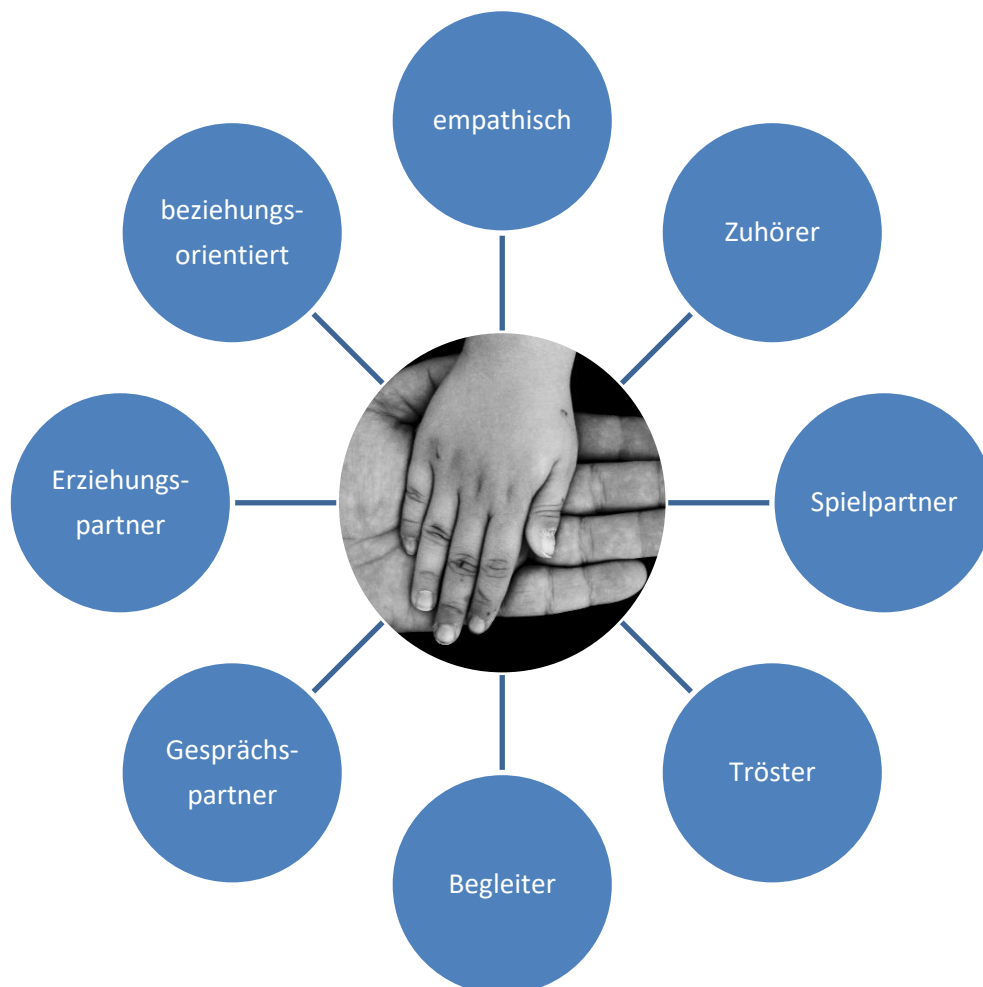 empathisch
Zuhörer
Spielpartner
Tröster
Begleiter
Gesprächs-
partner
Erziehungs-
partner
beziehungs-
orientiert